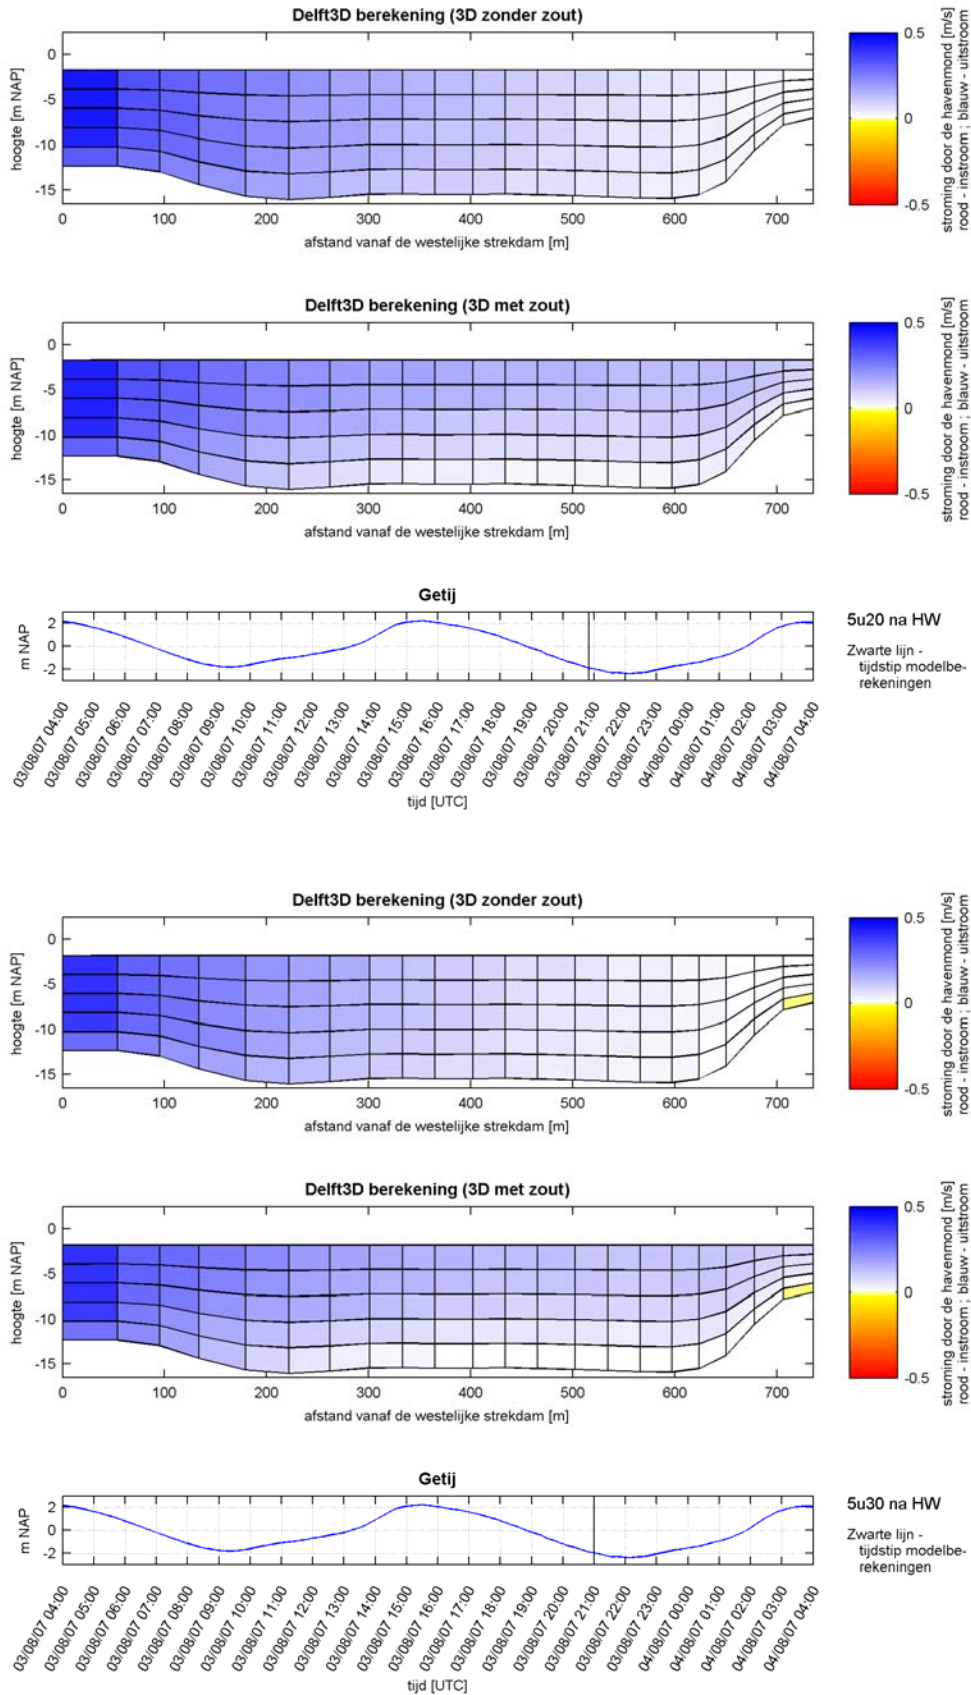 Delft3D berekening (3D zonder zout)
hoogte [m NAP]
0
-5
-10
-15
0 100 200 300 400 500 600 700
afstand vanaf de westelijke strekdam [m]
0.5
0
-0.5
stroming door de havenmond [m/s]
rood - instroom ; blauw - uitstroom
Delft3D berekening (3D met zout)
hoogte [m NAP]
0
-5
-10
-15
0 100 200 300 400 500 600 700
afstand vanaf de westelijke strekdam [m]
0.5
0
-0.5
stroming door de havenmond [m/s]
rood - instroom ; blauw - uitstroom
Getij
m NAP
2
0
-2
03/08/07 04:00
03/08/07 05:00
03/08/07 06:00
03/08/07 07:00
03/08/07 08:00
03/08/07 09:00
03/08/07 10:00
03/08/07 11:00
03/08/07 12:00
03/08/07 13:00
03/08/07 14:00
03/08/07 15:00
03/08/07 16:00
03/08/07 17:00
03/08/07 18:00
03/08/07 19:00
03/08/07 20:00
03/08/07 21:00
03/08/07 22:00
03/08/07 23:00
04/08/07 00:00
04/08/07 01:00
04/08/07 02:00
04/08/07 03:00
04/08/07 04:00
tijd [UTC]
5u20 na HW
Zwarte lijn -
tijdstip modelbe-
rekeningen
Delft3D berekening (3D zonder zout)
hoogte [m NAP]
0
-5
-10
-15
0 100 200 300 400 500 600 700
afstand vanaf de westelijke strekdam [m]
0.5
0
-0.5
stroming door de havenmond [m/s]
rood - instroom ; blauw - uitstroom
Delft3D berekening (3D met zout)
hoogte [m NAP]
0
-5
-10
-15
0 100 200 300 400 500 600 700
afstand vanaf de westelijke strekdam [m]
0.5
0
-0.5
stroming door de havenmond [m/s]
rood - instroom ; blauw - uitstroom
Getij
m NAP
2
0
-2
03/08/07 04:00
03/08/07 05:00
03/08/07 06:00
03/08/07 07:00
03/08/07 08:00
03/08/07 09:00
03/08/07 10:00
03/08/07 11:00
03/08/07 12:00
03/08/07 13:00
03/08/07 14:00
03/08/07 15:00
03/08/07 16:00
03/08/07 17:00
03/08/07 18:00
03/08/07 19:00
03/08/07 20:00
03/08/07 21:00
03/08/07 22:00
03/08/07 23:00
04/08/07 00:00
04/08/07 01:00
04/08/07 02:00
04/08/07 03:00
04/08/07 04:00
tijd [UTC]
5u30 na HW
Zwarte lijn -
tijdstip modelbe-
rekeningen